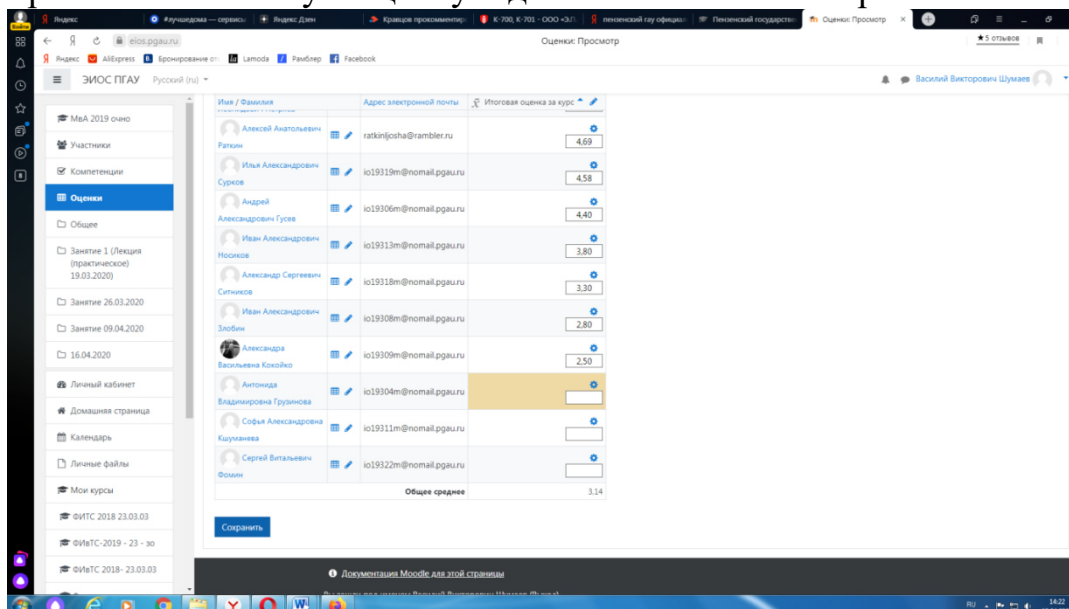 Яндекс
#лучшедома — сервисы
Яндекс Дзен
Кравцов прокомментир
К-700, К-701 - ООО «З.Л
пензенский гау официал
Пензенский государстве
Оценки: Просмотр
Войти
eios.pgau.ru
Оценки: Просмотр
★5 отзывов
Яндекс
AliExpress
Бронирование от
Lamoda
Рамблер
Facebook
ЭИОС ПГАУ
Русский (ru)
Василий Викторович Шумаев
МвА 2019 очно
Участники
Компетенции
Оценки
Общее
Занятие 1 (Лекция
(практическое)
19.03.2020)
Занятие 26.03.2020
Занятие 09.04.2020
16.04.2020
Личный кабинет
Домашняя страница
Календарь
Личные файлы
Мои курсы
ФИТС 2018 23.03.03
ФИвТС-2019 - 23 - зо
ФИвТС 2018- 23.03.03
Имя / Фамилия
Адрес электронной почты
Итоговая оценка за курс
Алексей Анатольевич
Раткин
ratkinljosha@rambler.ru
4,69
Илья Александрович
Сурков
io19319m@nomail.pgau.ru
4,58
Андрей
Александрович Гусев
io19306m@nomail.pgau.ru
4,40
Иван Александрович
Носиков
io19313m@nomail.pgau.ru
3,80
Александр Сергеевич
Ситников
io19318m@nomail.pgau.ru
3,30
Иван Александрович
Злобин
io19308m@nomail.pgau.ru
2,80
Александра
Васильевна Кокойко
io19309m@nomail.pgau.ru
2,50
Антонида
Владимировна Грузинова
io19304m@nomail.pgau.ru
Софья Александровна
Кшуманева
io19311m@nomail.pgau.ru
Сергей Витальевич
Фомин
io19322m@nomail.pgau.ru
Общее среднее
3,14
Сохранить
Документация Moodle для этой страницы
RU
14:22